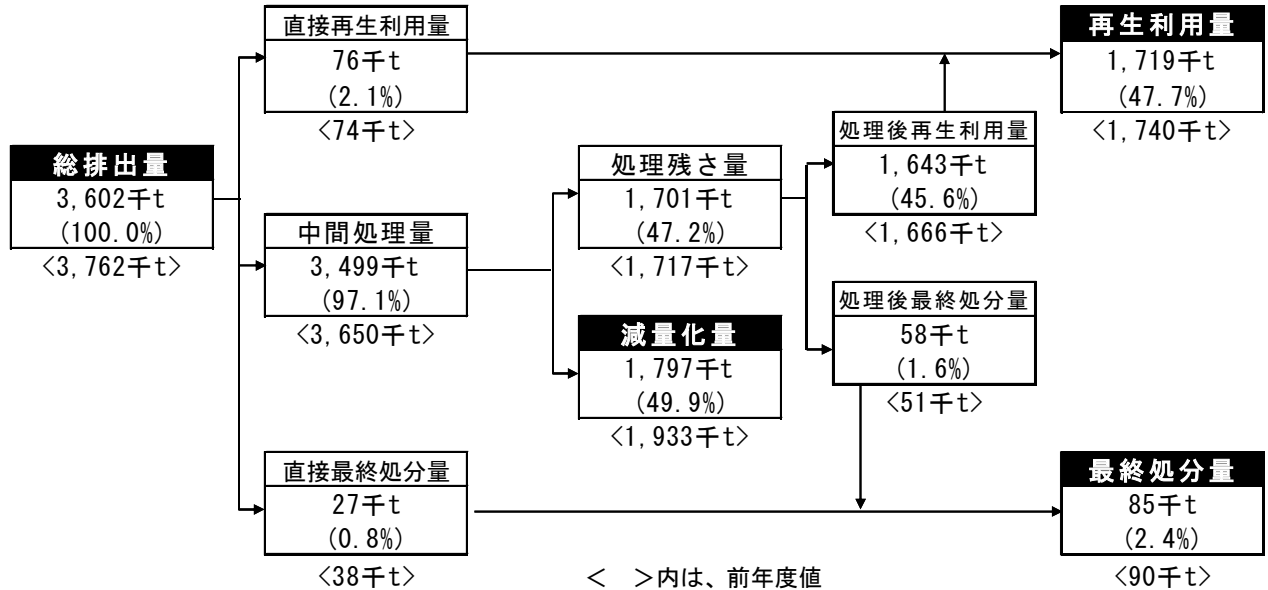 総排出量
3,602千t
(100.0%)
<3,762千t>
直接再生利用量
76千t
(2.1%)
<74千t>
中間処理量
3,499千t
(97.1%)
<3,650千t>
直接最終処分量
27千t
(0.8%)
<38千t>
処理残さ量
1,701千t
(47.2%)
<1,717千t>
減量化量
1,797千t
(49.9%)
<1,933千t>
処理後再生利用量
1,643千t
(45.6%)
<1,666千t>
処理後最終処分量
58千t
(1.6%)
<51千t>
再生利用量
1,719千t
(47.7%)
<1,740千t>
最終処分量
85千t
(2.4%)
<90千t>
<　>内は、前年度値